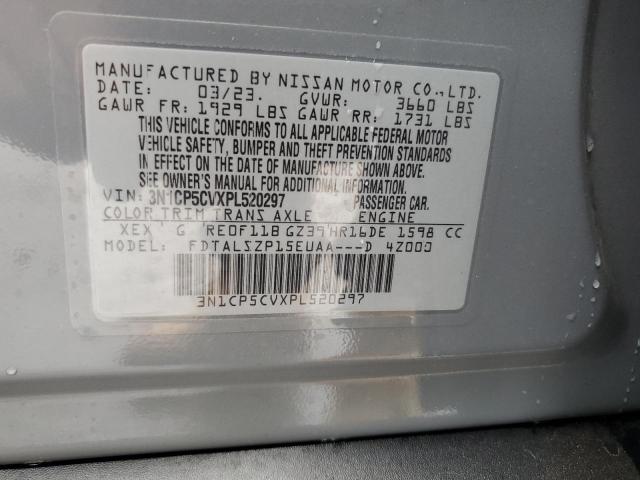 MANUFACTURED BY NISSAN MOTOR CO.,LTD.
DATE: 03/23. GVWR: 3660 LBS
GAWR FR: 1929 LBS GAWR RR: 1731 LBS
THIS VEHICLE CONFORMS TO ALL APPLICABLE FEDERAL MOTOR
VEHICLE SAFETY, BUMPER AND THEFT PREVENTION STANDARDS
IN EFFECT ON THE DATE OF MANUFACTURE SHOWN ABOVE.
SEE OWNER'S MANUAL FOR ADDITIONAL INFORMATION.
VIN: 3N1CP5CVXPL520297 PASSENGER CAR.
COLOR TRIM TRANS AXLE ENGINE
XEX G RE0F11B GZ39 HR16DE 1598 CC
MODEL: FDTALSZP15EUAA---D 4Z000
3N1CP5CVXPL520297